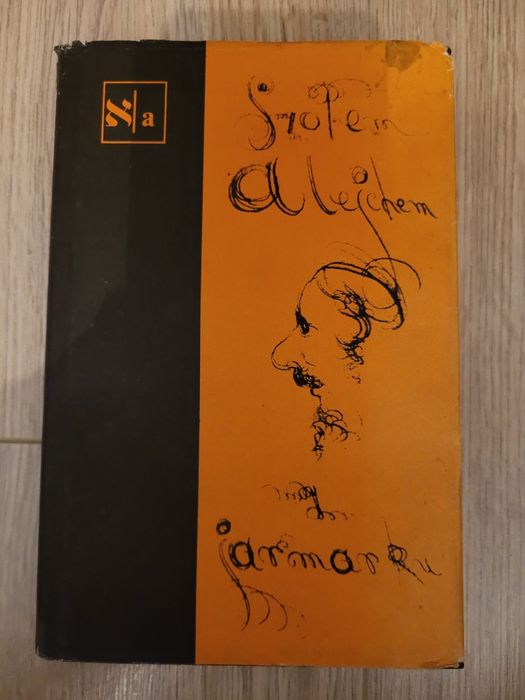 א a
Szolem
Alejchem
jarmarku